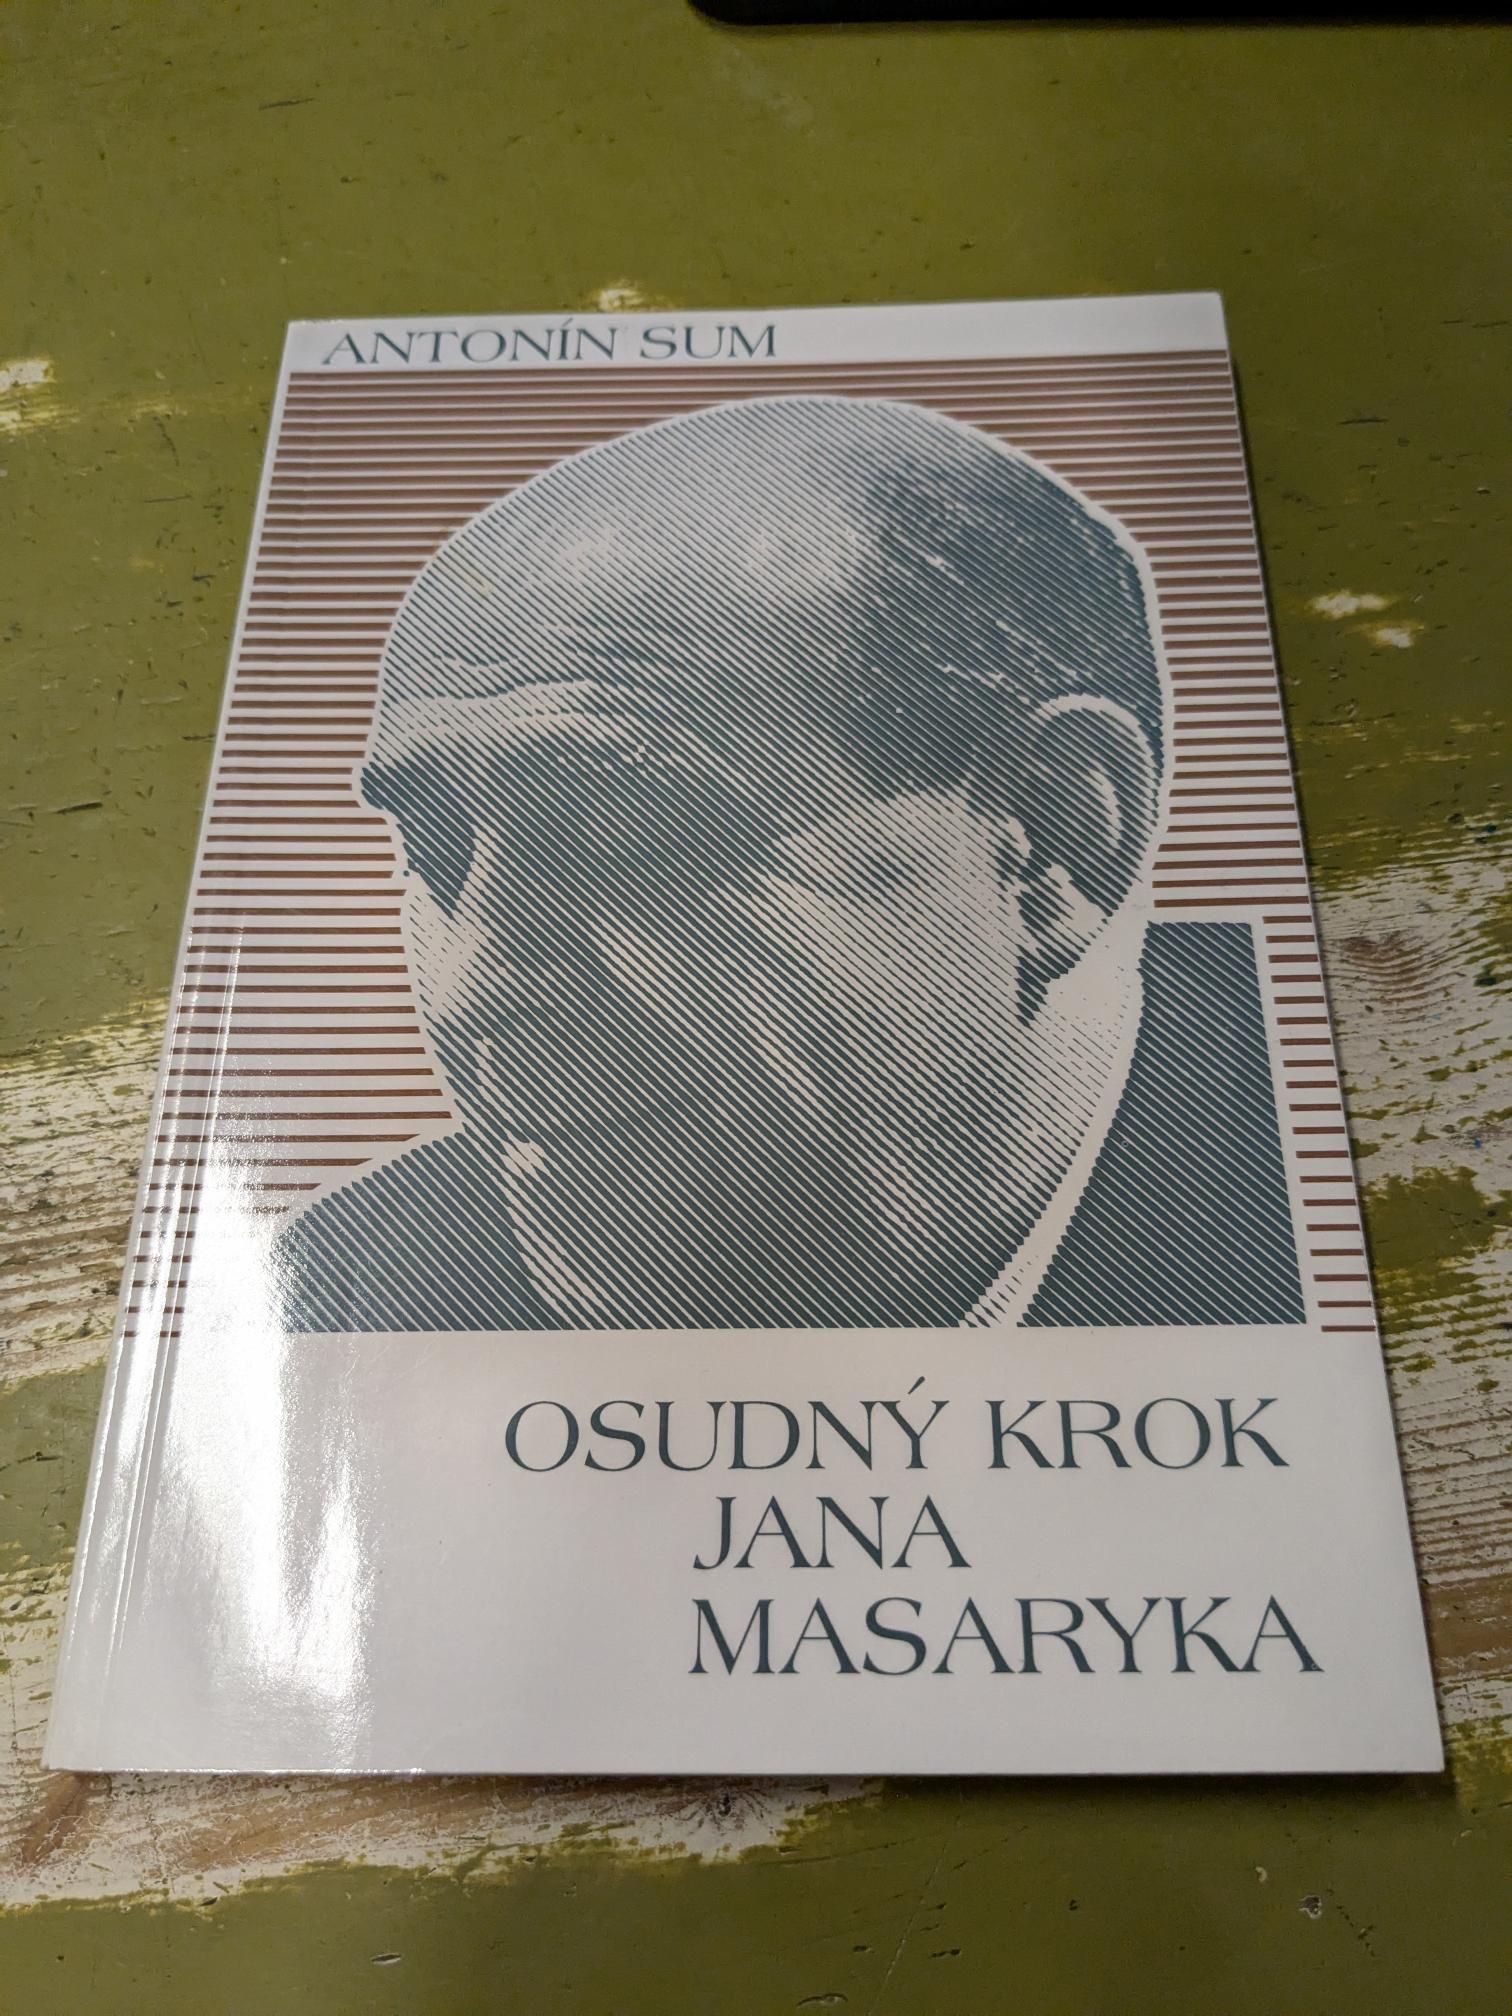 ANTONÍN SUM
OSUDNÝ KROK
JANA
MASARYKA